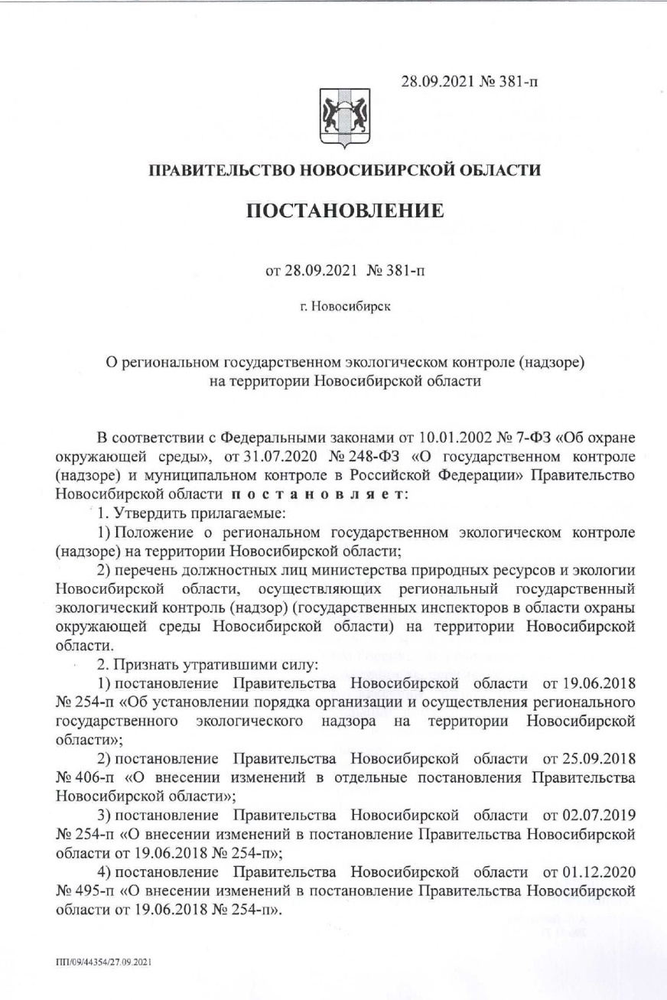 28.09.2021 № 381-п
ПРАВИТЕЛЬСТВО НОВОСИБИРСКОЙ ОБЛАСТИ
ПОСТАНОВЛЕНИЕ
от 28.09.2021 № 381-п
г. Новосибирск
О региональном государственном экологическом контроле (надзоре)
на территории Новосибирской области
В соответствии с Федеральными законами от 10.01.2002 № 7-ФЗ «Об охране
окружающей среды», от 31.07.2020 № 248-ФЗ «О государственном контроле
(надзоре) и муниципальном контроле в Российской Федерации» Правительство
Новосибирской области п о с т а н о в л я е т:
1. Утвердить прилагаемые:
1) Положение о региональном государственном экологическом контроле
(надзоре) на территории Новосибирской области;
2) перечень должностных лиц министерства природных ресурсов и экологии
Новосибирской области, осуществляющих региональный государственный
экологический контроль (надзор) (государственных инспекторов в области охраны
окружающей среды Новосибирской области) на территории Новосибирской
области.
2. Признать утратившими силу:
1) постановление Правительства Новосибирской области от 19.06.2018
№ 254-п «Об установлении порядка организации и осуществления регионального
государственного экологического надзора на территории Новосибирской
области»;
2) постановление Правительства Новосибирской области от 25.09.2018
№ 406-п «О внесении изменений в отдельные постановления Правительства
Новосибирской области»;
3) постановление Правительства Новосибирской области от 02.07.2019
№ 254-п «О внесении изменений в постановление Правительства Новосибирской
области от 19.06.2018 № 254-п»;
4) постановление Правительства Новосибирской области от 01.12.2020
№ 495-п «О внесении изменений в постановление Правительства Новосибирской
области от 19.06.2018 № 254-п».
ПП/09/44354/27.09.2021